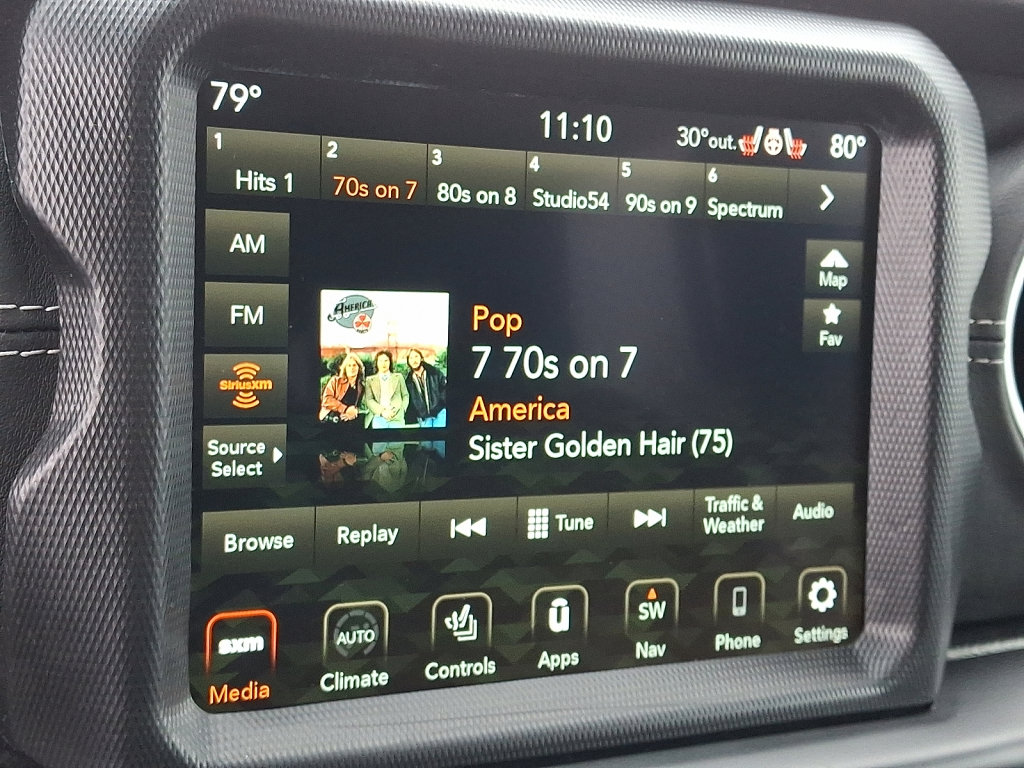 79°
11:10
30°out.
80°
1 Hits 1
2 70s on 7
3 80s on 8
4 Studio54
5 90s on 9
6 Spectrum
AM
FM
SiriusXM
Source
Select
Map
Fav
AMERICA
Pop
7 70s on 7
America
Sister Golden Hair (75)
Browse
Replay
Tune
Traffic &
Weather
Audio
sxm
Media
AUTO
Climate
Controls
u
Apps
SW
Nav
Phone
Settings